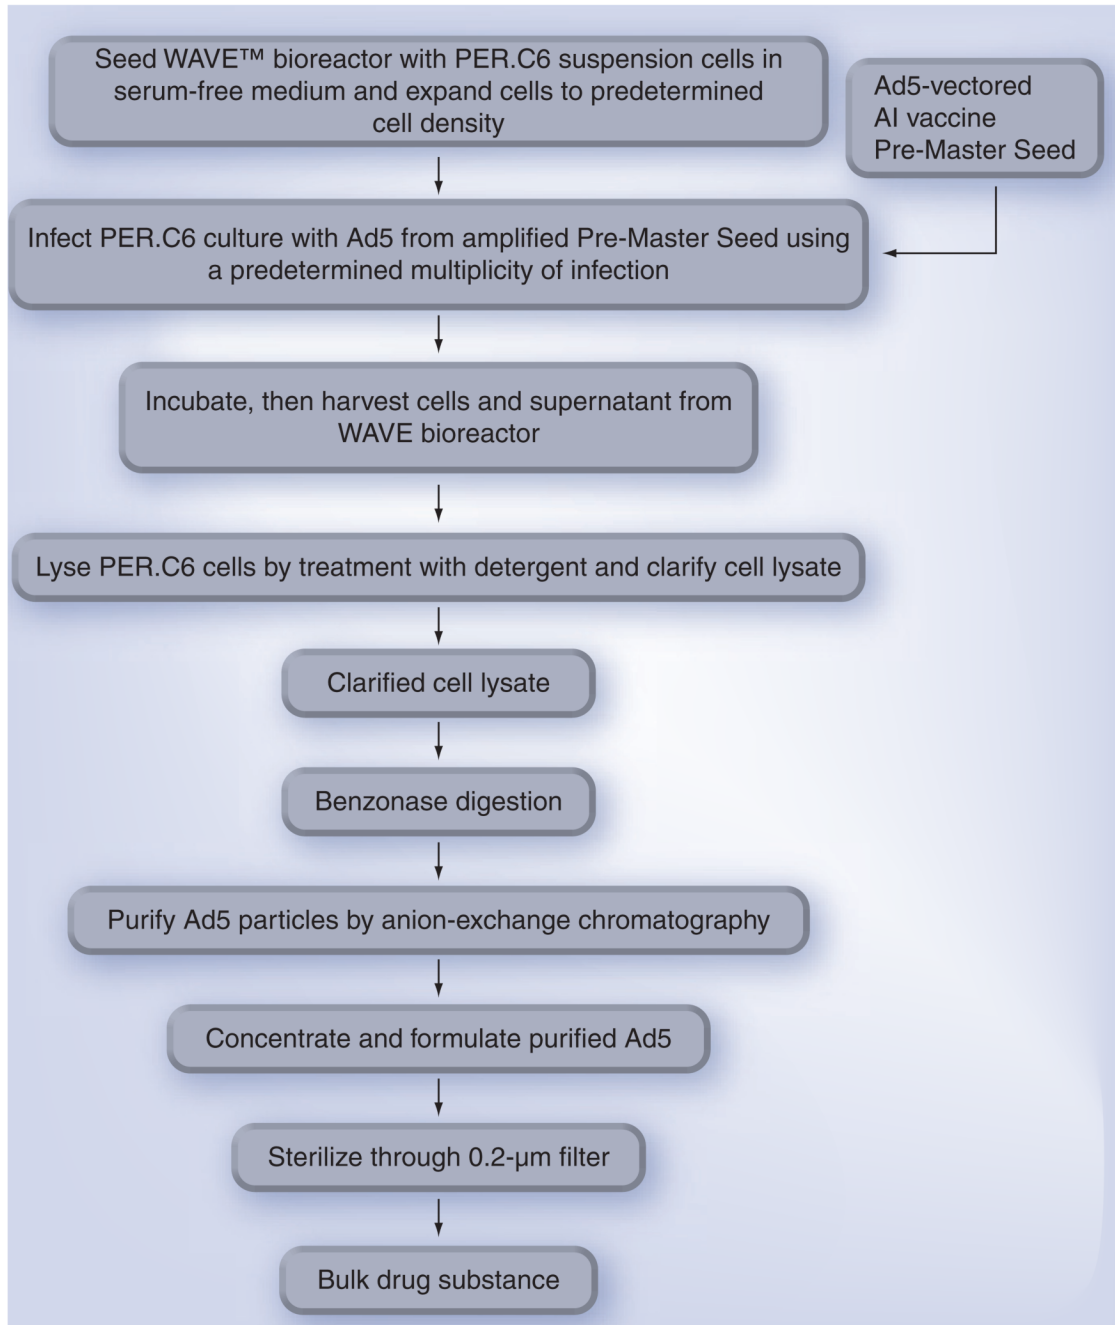 Seed WAVE™ bioreactor with PER.C6 suspension cells in
serum-free medium and expand cells to predetermined
cell density
Ad5-vectored
AI vaccine
Pre-Master Seed
Infect PER.C6 culture with Ad5 from amplified Pre-Master Seed using
a predetermined multiplicity of infection
Incubate, then harvest cells and supernatant from
WAVE bioreactor
Lyse PER.C6 cells by treatment with detergent and clarify cell lysate
Clarified cell lysate
Benzonase digestion
Purify Ad5 particles by anion-exchange chromatography
Concentrate and formulate purified Ad5
Sterilize through 0.2-µm filter
Bulk drug substance